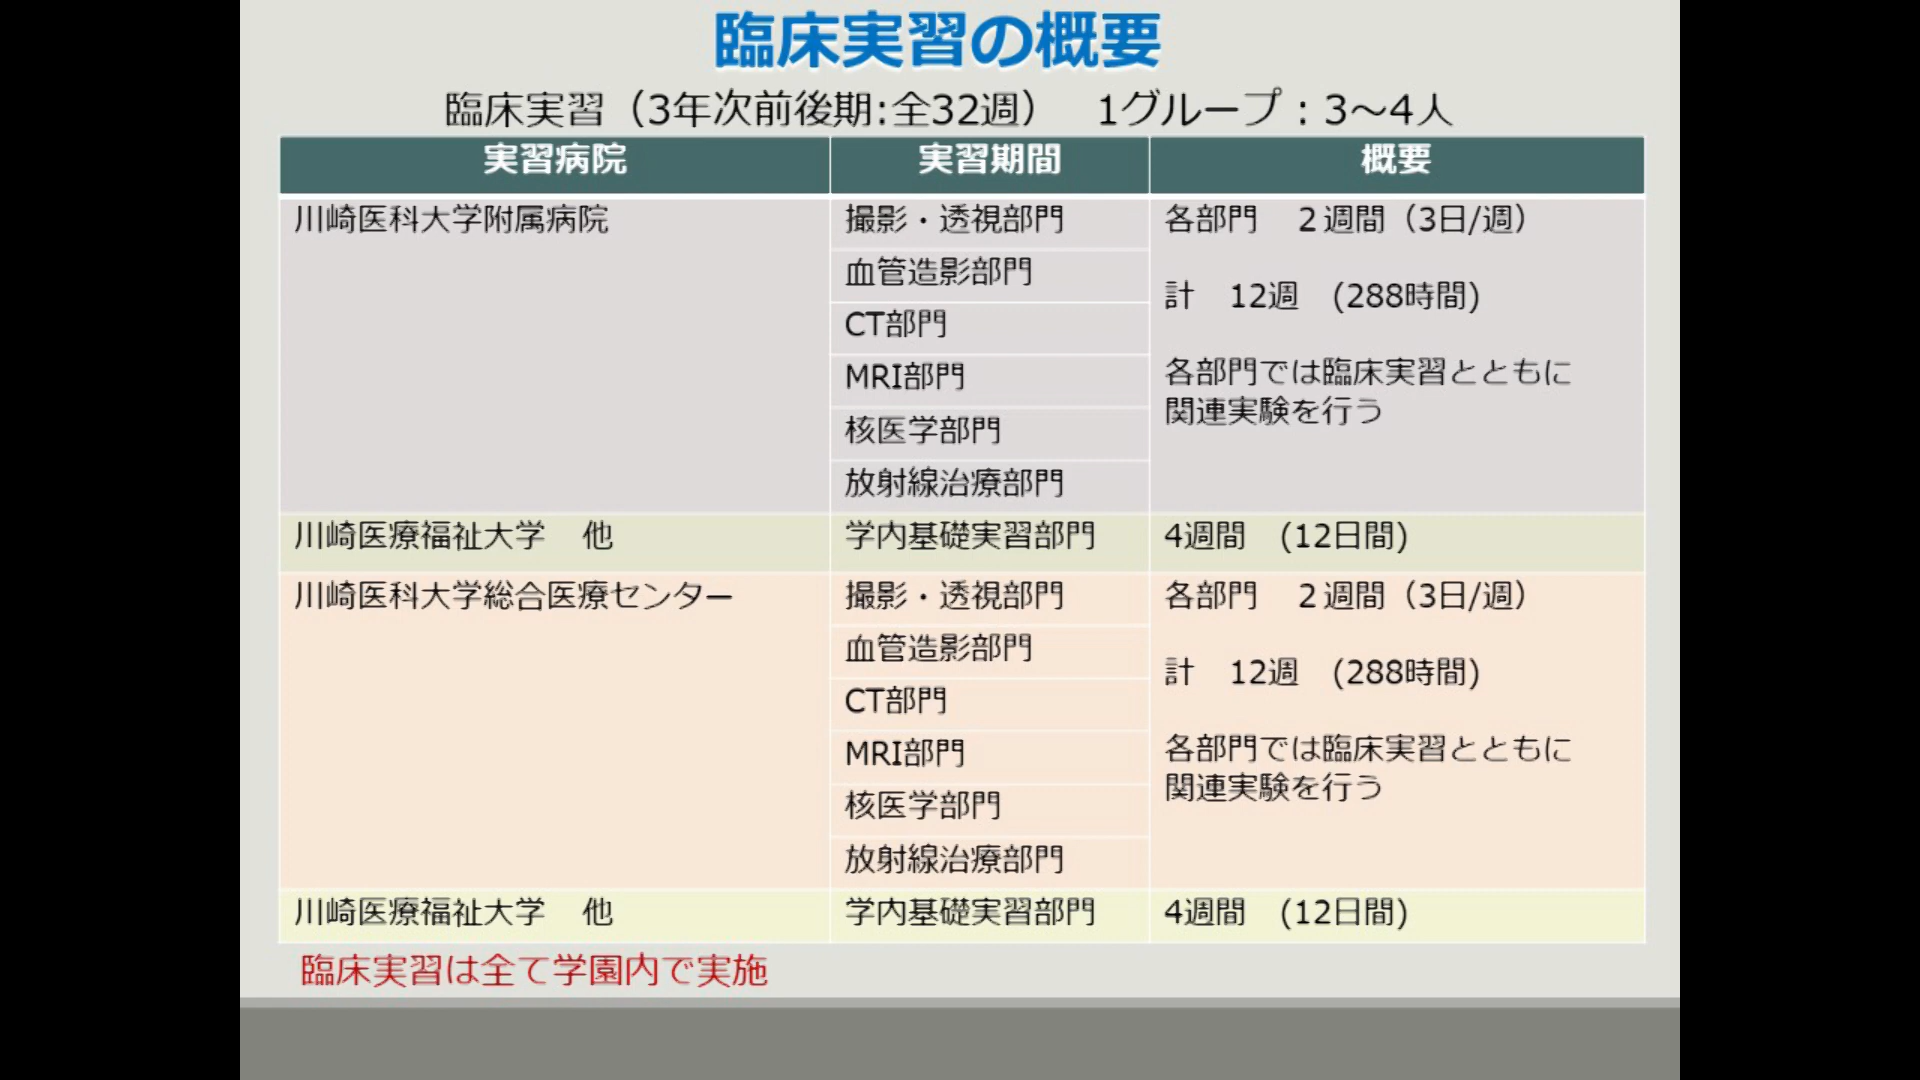 臨床実習の概要
臨床実習（3年次前後期:全32週）　1グループ：3～4人
実習病院　実習期間　概要
川崎医科大学附属病院　撮影・透視部門　各部門　２週間（3日/週）
血管造影部門
計　12週　(288時間)
CT部門
MRI部門　各部門では臨床実習とともに
関連実験を行う
核医学部門
放射線治療部門
川崎医療福祉大学　他　学内基礎実習部門　4週間　(12日間)
川崎医科大学総合医療センター　撮影・透視部門　各部門　２週間（3日/週）
血管造影部門
計　12週　(288時間)
CT部門
MRI部門　各部門では臨床実習とともに
関連実験を行う
核医学部門
放射線治療部門
川崎医療福祉大学　他　学内基礎実習部門　4週間　(12日間)
臨床実習は全て学園内で実施